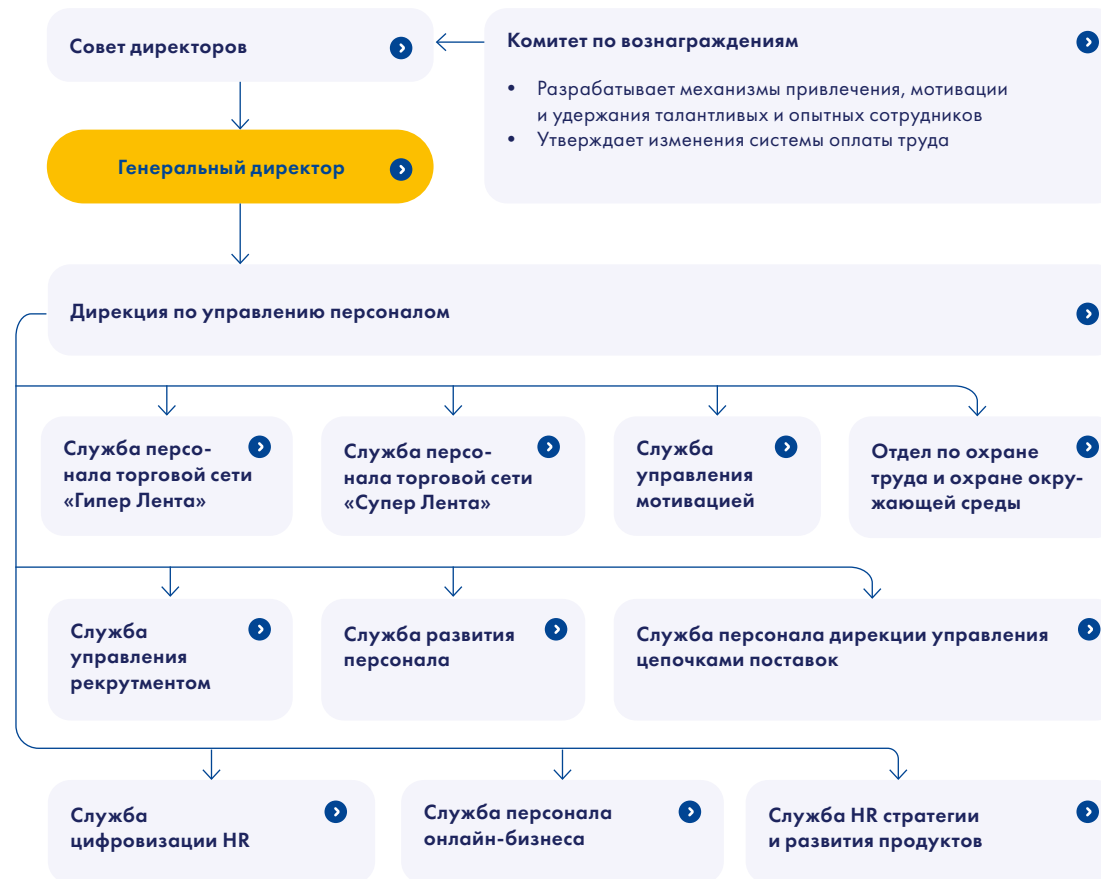 Совет директоров
Комитет по вознаграждениям
• Разрабатывает механизмы привлечения, мотивации
и удержания талантливых и опытных сотрудников
• Утверждает изменения системы оплаты труда
Генеральный директор
Дирекция по управлению персоналом
Служба персо-
нала торговой сети
«Гипер Лента»
Служба персо-
нала торговой сети
«Супер Лента»
Служба
управления
мотивацией
Отдел по охране
труда и охране окру-
жающей среды
Служба
управления
рекрутментом
Служба развития
персонала
Служба персонала дирекции управления
цепочками поставок
Служба
цифровизации HR
Служба персонала
онлайн-бизнеса
Служба HR стратегии
и развития продуктов